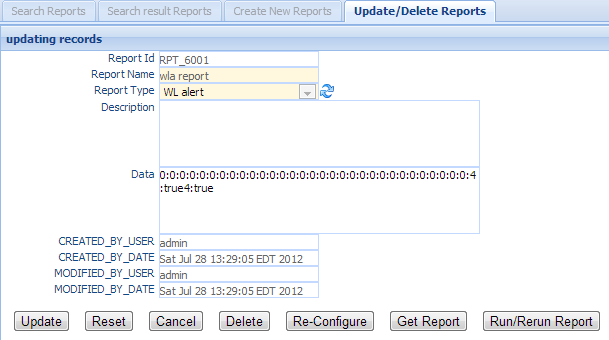 Search Reports
Search result Reports
Create New Reports
Update/Delete Reports
updating records
Report Id RPT_6001
Report Name wla report
Report Type WL alert
Description
Data 0:0:0:0:0:0:0:0:0:0:0:0:0:0:0:0:0:0:0:0:0:0:0:0:0:0:0:0:0:0:0:4
:true4:true
CREATED_BY_USER admin
CREATED_BY_DATE Sat Jul 28 13:29:05 EDT 2012
MODIFIED_BY_USER admin
MODIFIED_BY_DATE Sat Jul 28 13:29:05 EDT 2012
Update Reset Cancel Delete Re-Configure Get Report Run/Rerun Report